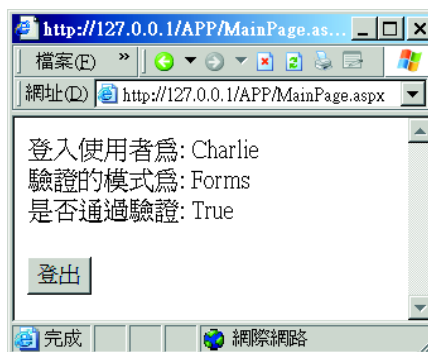 http://127.0.0.1/APP/MainPage.as...
檔案(F) »
網址(D) http://127.0.0.1/APP/MainPage.aspx
登入使用者為: Charlie
驗證的模式為: Forms
是否通過驗證: True
登出
完成 網際網路